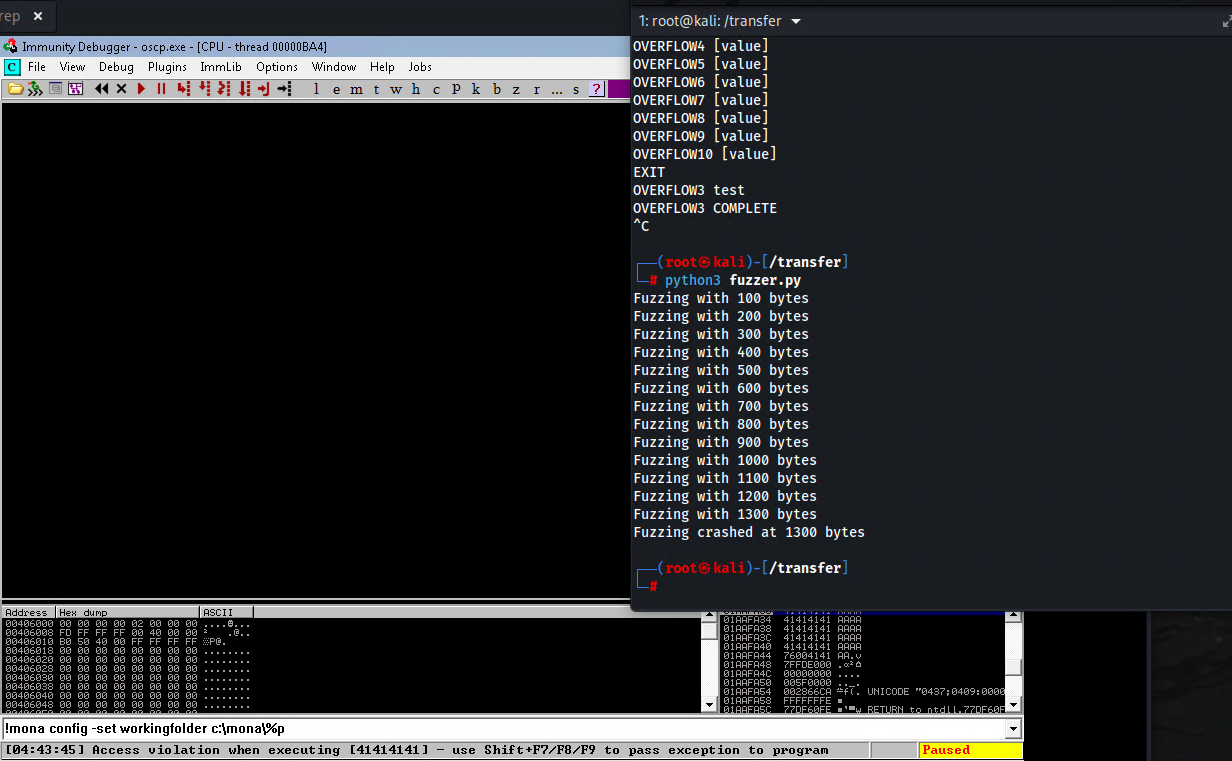 rep ×
Immunity Debugger - oscp.exe - [CPU - thread 00000BA4]
C File View Debug Plugins ImmLib Options Window Help Jobs
l e m t w h c P k b z r ... s ?
Address Hex dump ASCII
00406000 00 00 00 00 02 00 00 00
00406008 FD FF FF FF 00 40 00 00
00406010 B0 50 40 00 FF FF FF FF
00406018 00 00 00 00 00 00 00 00 ........
00406020 00 00 00 00 00 00 00 00 ........
00406028 00 00 00 00 00 00 00 00 ........
00406030 00 00 00 00 00 00 00 00 ........
00406038 00 00 00 00 00 00 00 00 ........
00406040 00 00 00 00 00 00 00 00 ........
00406048 00 00 00 00 00 00 00 00 ........
01AAFA34 41414141 AAAA
01AAFA38 41414141 AAAA
01AAFA3C 41414141 AAAA
01AAFA40 41414141 AAAA
01AAFA44 76004141 AA.v
01AAFA48 7FFDE000
01AAFA4C 00000000 ....
01AAFA50 005F0000 .._.
01AAFA54 002866CA UNICODE "0437;0409:0000
01AAFA58 FFFFFFFE
01AAFA5C 77DF60FE RETURN to ntdll.77DF60F
!mona config -set workingfolder c:\mona\%p
[04:43:45] Access violation when executing [41414141] - use Shift+F7/F8/F9 to pass exception to program
Paused
1: root@kali: /transfer
OVERFLOW4 [value]
OVERFLOW5 [value]
OVERFLOW6 [value]
OVERFLOW7 [value]
OVERFLOW8 [value]
OVERFLOW9 [value]
OVERFLOW10 [value]
EXIT
OVERFLOW3 test
OVERFLOW3 COMPLETE
^C
┌──(root㉿kali)-[/transfer]
└─# python3 fuzzer.py
Fuzzing with 100 bytes
Fuzzing with 200 bytes
Fuzzing with 300 bytes
Fuzzing with 400 bytes
Fuzzing with 500 bytes
Fuzzing with 600 bytes
Fuzzing with 700 bytes
Fuzzing with 800 bytes
Fuzzing with 900 bytes
Fuzzing with 1000 bytes
Fuzzing with 1100 bytes
Fuzzing with 1200 bytes
Fuzzing with 1300 bytes
Fuzzing crashed at 1300 bytes
┌──(root㉿kali)-[/transfer]
└─#